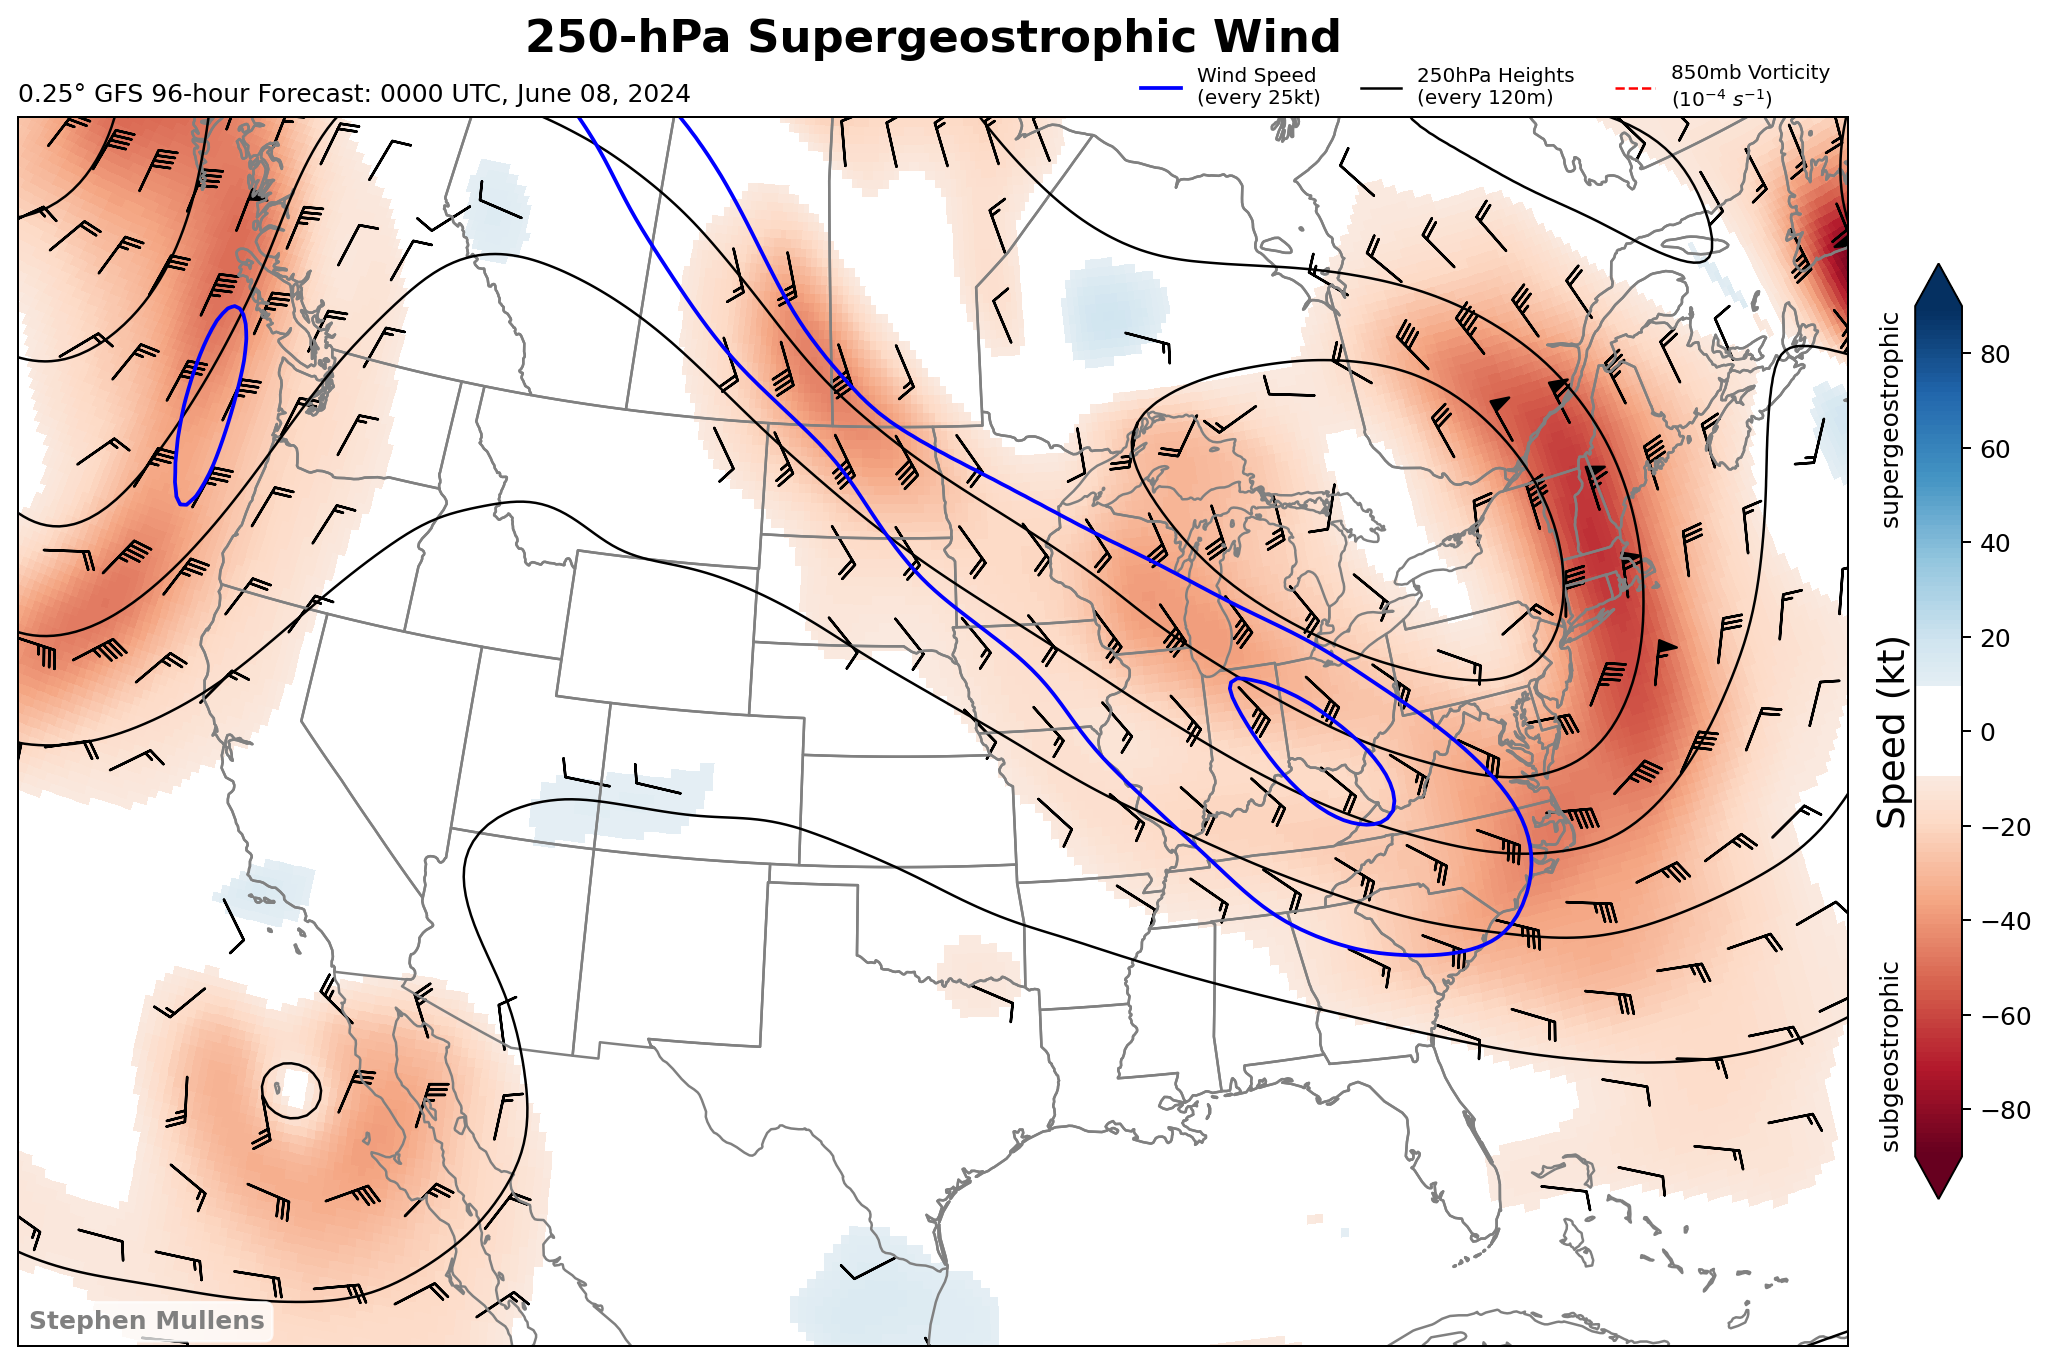 250-hPa Supergeostrophic Wind
0.25° GFS 96-hour Forecast: 0000 UTC, June 08, 2024
Wind Speed
(every 25kt)
250hPa Heights
(every 120m)
850mb Vorticity
(10⁻⁴ s⁻¹)
supergeostrophic
Speed (kt)
subgeostrophic
80
60
40
20
0
−20
−40
−60
−80
Stephen Mullens